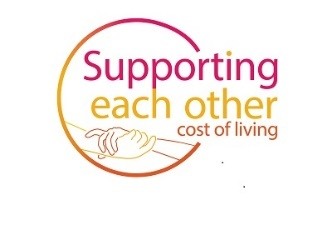 Supporting
each other
cost of living